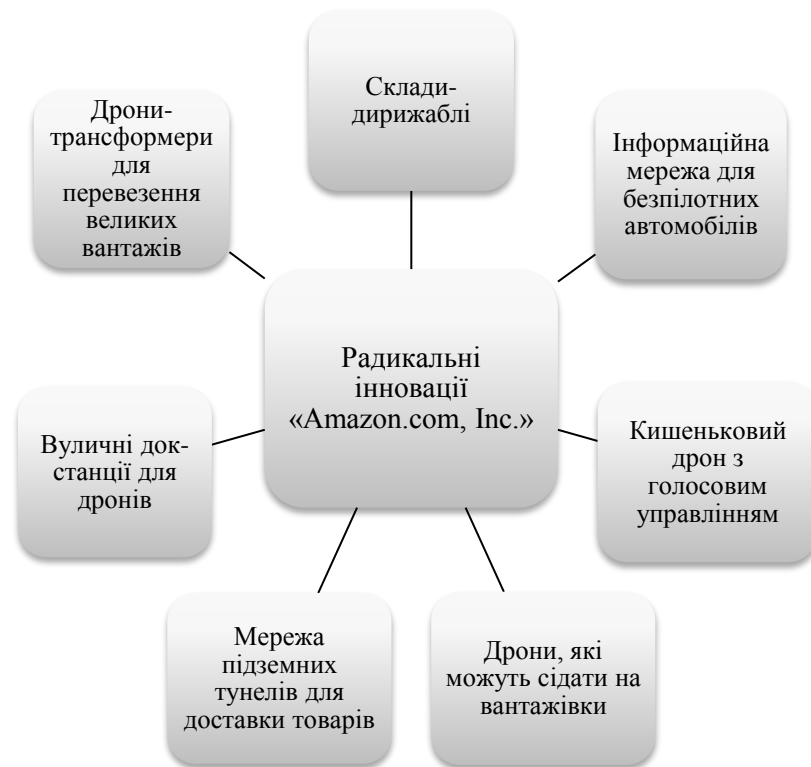 Склади-
дирижаблі
Дрони-
трансформери
для
перевезення
великих
вантажів
Інформаційна
мережа для
безпілотних
автомобілів
Радикальні
інновації
«Amazon.com, Inc.»
Вуличні док-
станції для
дронів
Кишеньковий
дрон з
голосовим
управлінням
Мережа
підземних
тунелів для
доставки товарів
Дрони, які
можуть сідати на
вантажівки